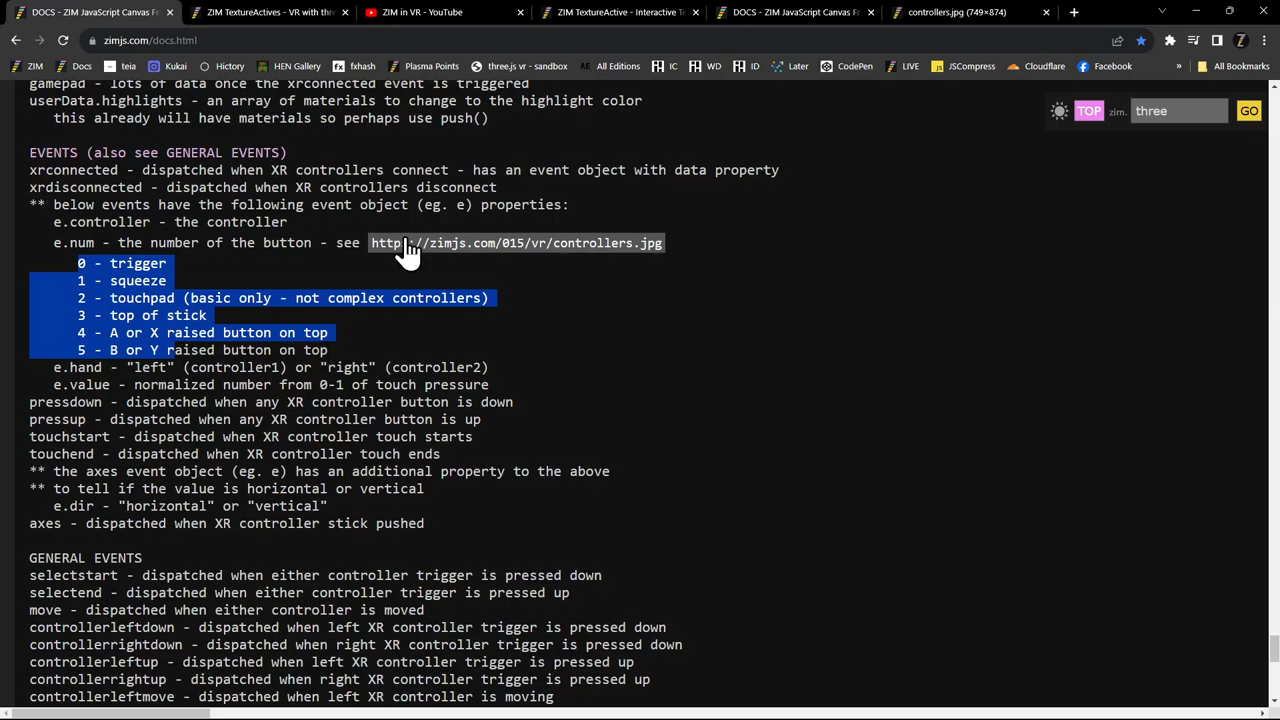 DOCS - ZIM JavaScript Canvas Fr
ZIM TextureActives - VR with thre
ZIM in VR - YouTube
ZIM TextureActive - Interactive Te
DOCS - ZIM JavaScript Canvas Fr
controllers.jpg (749×874)
zimjs.com/docs.html
ZIM
Docs
teia
Kukai
History
HEN Gallery
fx fxhash
Plasma Points
three.js vr - sandbox
AE All Editions
IC
WD
ID
Later
CodePen
LIVE
JS JSCompress
Cloudflare
Facebook
»
All Bookmarks
TOP zim. three GO
gamepad - lots of data once the xrconnected event is triggered
userData.highlights - an array of materials to change to the highlight color
this already will have materials so perhaps use push()
EVENTS (also see GENERAL EVENTS)
xrconnected - dispatched when XR controllers connect - has an event object with data property
xrdisconnected - dispatched when XR controllers disconnect
** below events have the following event object (eg. e) properties:
e.controller - the controller
e.num - the number of the button - see http://zimjs.com/015/vr/controllers.jpg
0 - trigger
1 - squeeze
2 - touchpad (basic only - not complex controllers)
3 - top of stick
4 - A or X raised button on top
5 - B or Y raised button on top
e.hand - "left" (controller1) or "right" (controller2)
e.value - normalized number from 0-1 of touch pressure
pressdown - dispatched when any XR controller button is down
pressup - dispatched when any XR controller button is up
touchstart - dispatched when XR controller touch starts
touchend - dispatched when XR controller touch ends
** the axes event object (eg. e) has an additional property to the above
** to tell if the value is horizontal or vertical
e.dir - "horizontal" or "vertical"
axes - dispatched when XR controller stick pushed
GENERAL EVENTS
selectstart - dispatched when either controller trigger is pressed down
selectend - dispatched when either controller trigger is pressed up
move - dispatched when either controller is moved
controllerleftdown - dispatched when left XR controller trigger is pressed down
controllerrightdown - dispatched when right XR controller trigger is pressed down
controllerleftup - dispatched when left XR controller trigger is pressed up
controllerrightup - dispatched when right XR controller trigger is pressed up
controllerleftmove - dispatched when left XR controller is moving